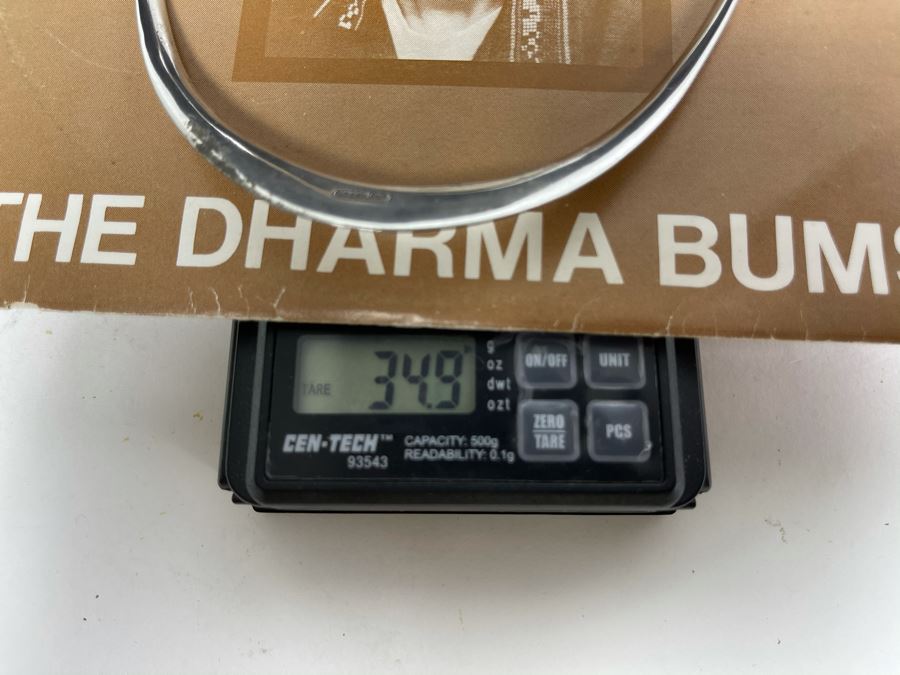 THE DHARMA BUMS
TARE 34.9
g
oz
dwt
ozt
ON/OFF
UNIT
ZERO
TARE
PCS
CEN-TECH™
93543
CAPACITY: 500g
READABILITY: 0.1g